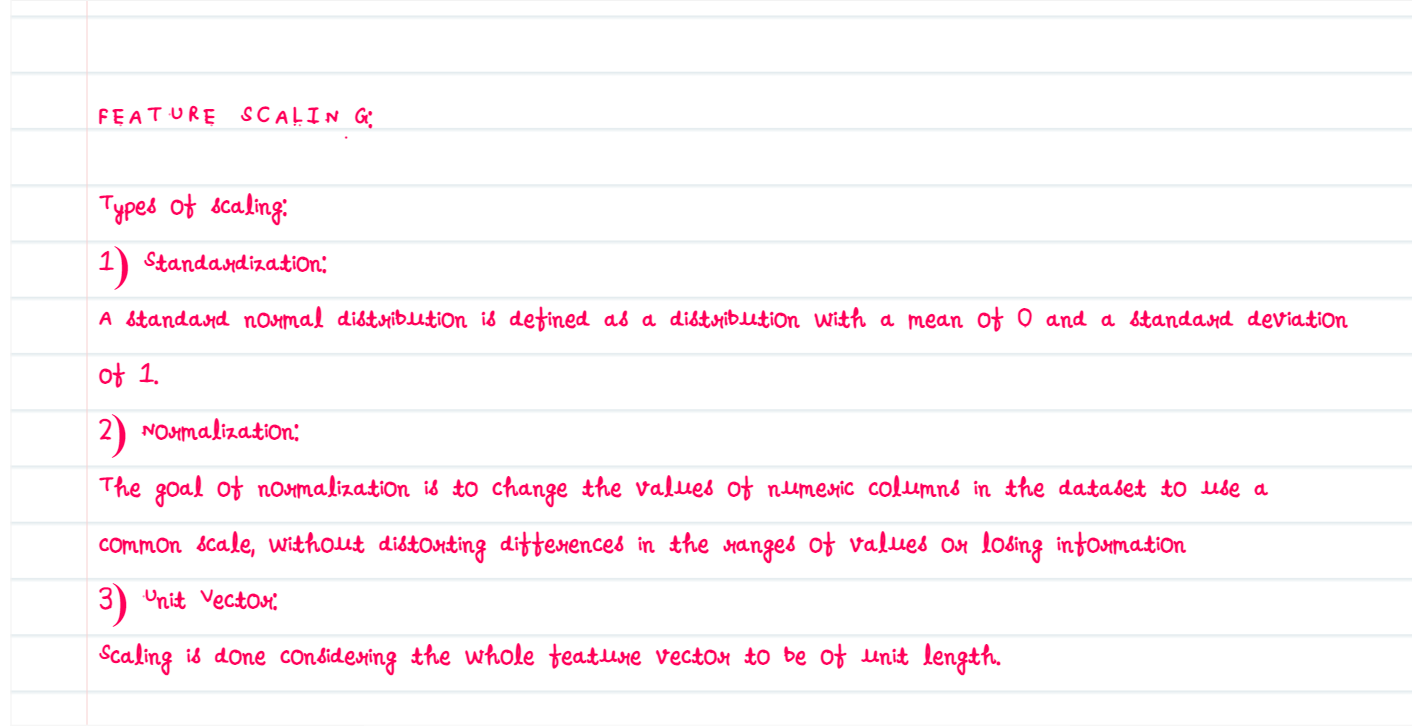 FEATURE SCALING:
Types of scaling:
1) Standardization:
A standard normal distribution is defined as a distribution with a mean of 0 and a standard deviation
of 1.
2) Normalization:
The goal of normalization is to change the values of numeric columns in the dataset to use a
common scale, without distorting differences in the ranges of values or losing information
3) Unit Vector:
Scaling is done considering the whole feature vector to be of unit length.